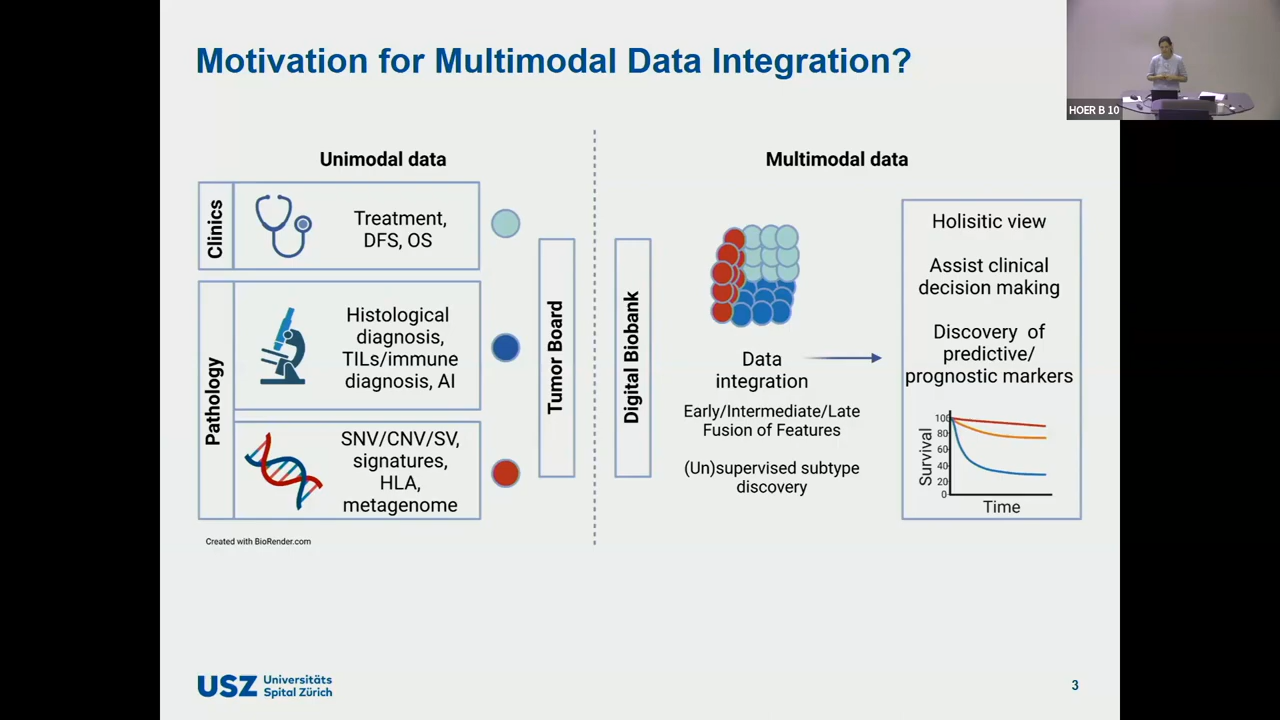 Motivation for Multimodal Data Integration?
HOER B 10
Unimodal data
Clinics
Treatment,
DFS, OS
Pathology
Histological
diagnosis,
TILs/immune
diagnosis, AI
SNV/CNV/SV,
signatures,
HLA,
metagenome
Created with BioRender.com
Tumor Board
Multimodal data
Digital Biobank
Data
integration
Early/Intermediate/Late
Fusion of Features
(Un)supervised subtype
discovery
Holisitic view
Assist clinical
decision making
Discovery of
predictive/
prognostic markers
Survival
100
80
60
40
20
0
Time
USZ Universitäts
Spital Zürich
3